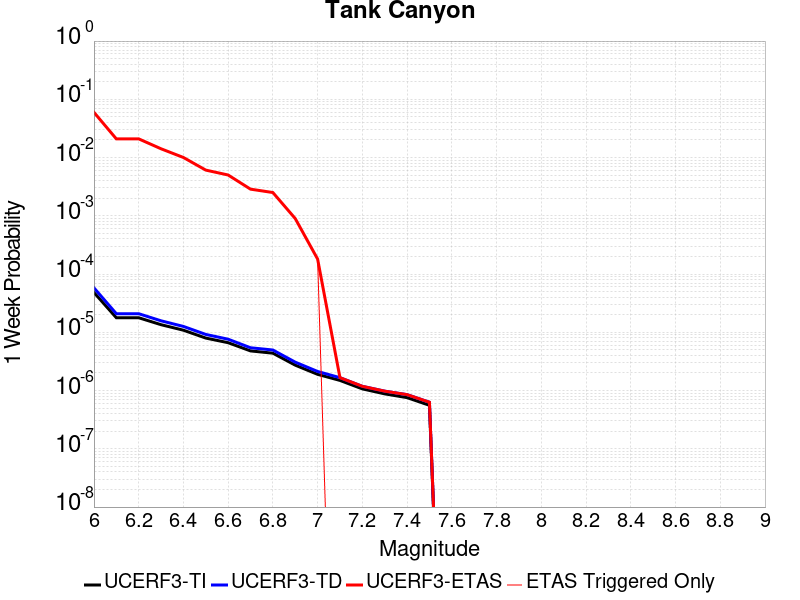 Tank Canyon
10 0
10 -1
10 -2
10 -3
10 -4
10 -5
10 -6
10 -7
10 -8
1 Week Probability
6 6.2 6.4 6.6 6.8 7 7.2 7.4 7.6 7.8 8 8.2 8.4 8.6 8.8 9
Magnitude
UCERF3-TI UCERF3-TD UCERF3-ETAS ETAS Triggered Only